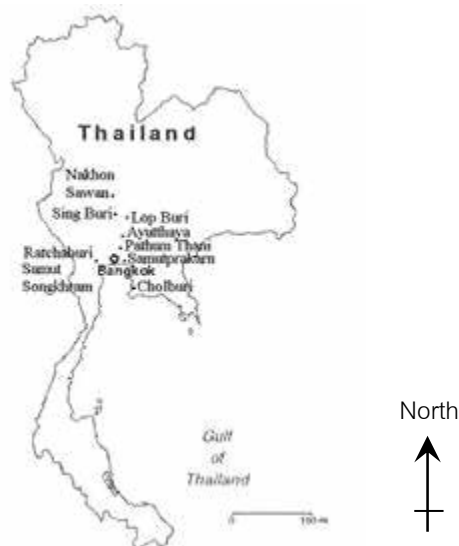 Thailand
Nakhon
Sawan
Sing Buri
Lop Buri
Ayutthaya
Pathum Thani
Ratchaburi
Samutprakarn
Bangkok
Samut
Songkhram
Cholburi
North
Gulf
of
Thailand
0